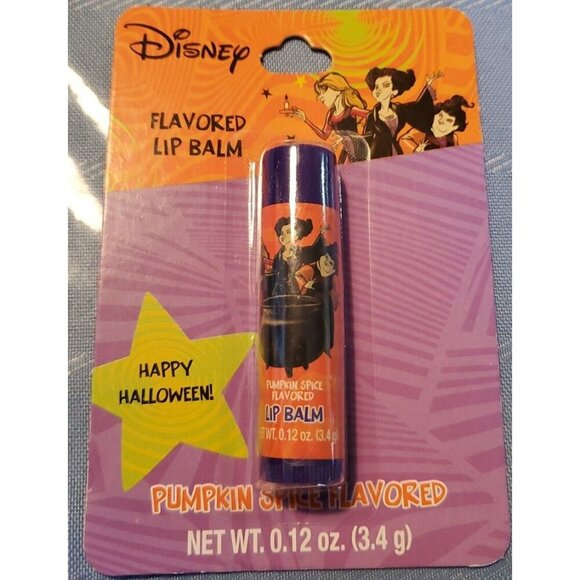 Disney
FLAVORED
LIP BALM
HAPPY
HALLOWEEN!
PUMPKIN SPICE
FLAVORED
LIP BALM
WT. 0.12 oz. (3.4 g)
PUMPKIN SPICE FLAVORED
NET WT. 0.12 oz. (3.4 g)